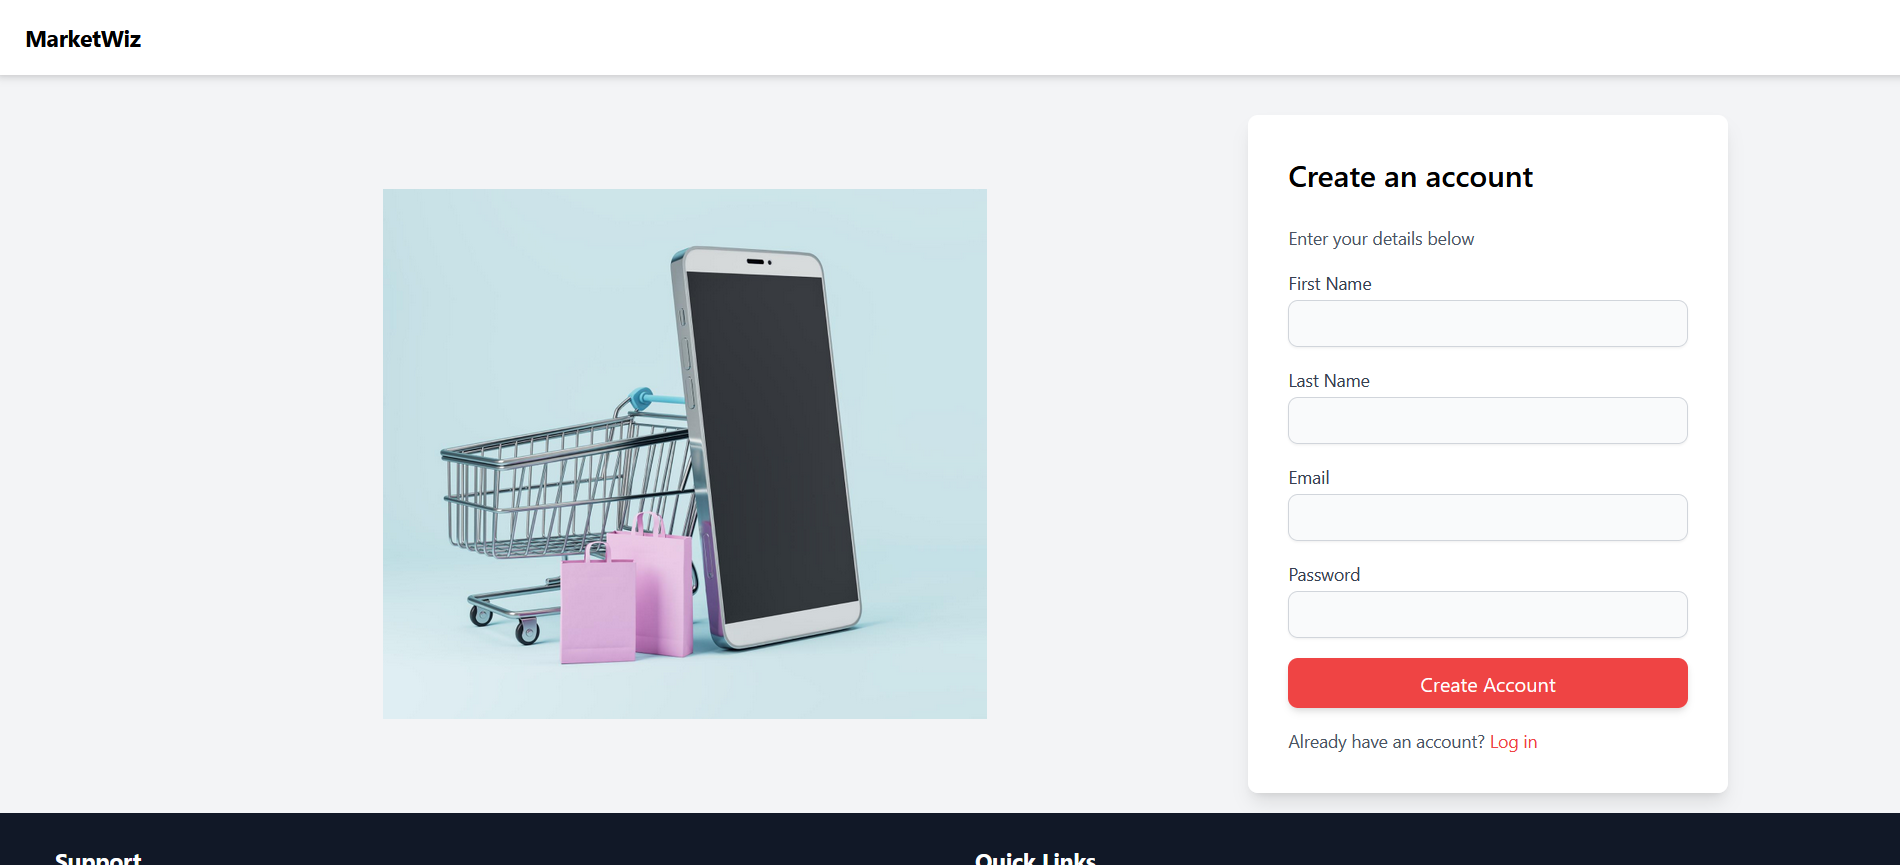 MarketWiz
Create an account
Enter your details below
First Name
Last Name
Email
Password
Create Account
Already have an account? Log in
Support
Quick Links